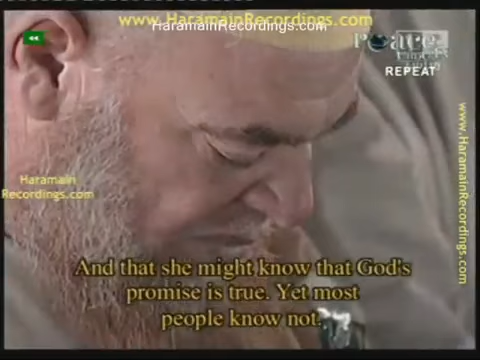 www.HaramainRecordings.com
HaramainRecordings.com
Peace
REPEAT
Haramain
Recordings.com
www.HaramainRecordings.com
And that she might know that God's
promise is true. Yet most
people know not.